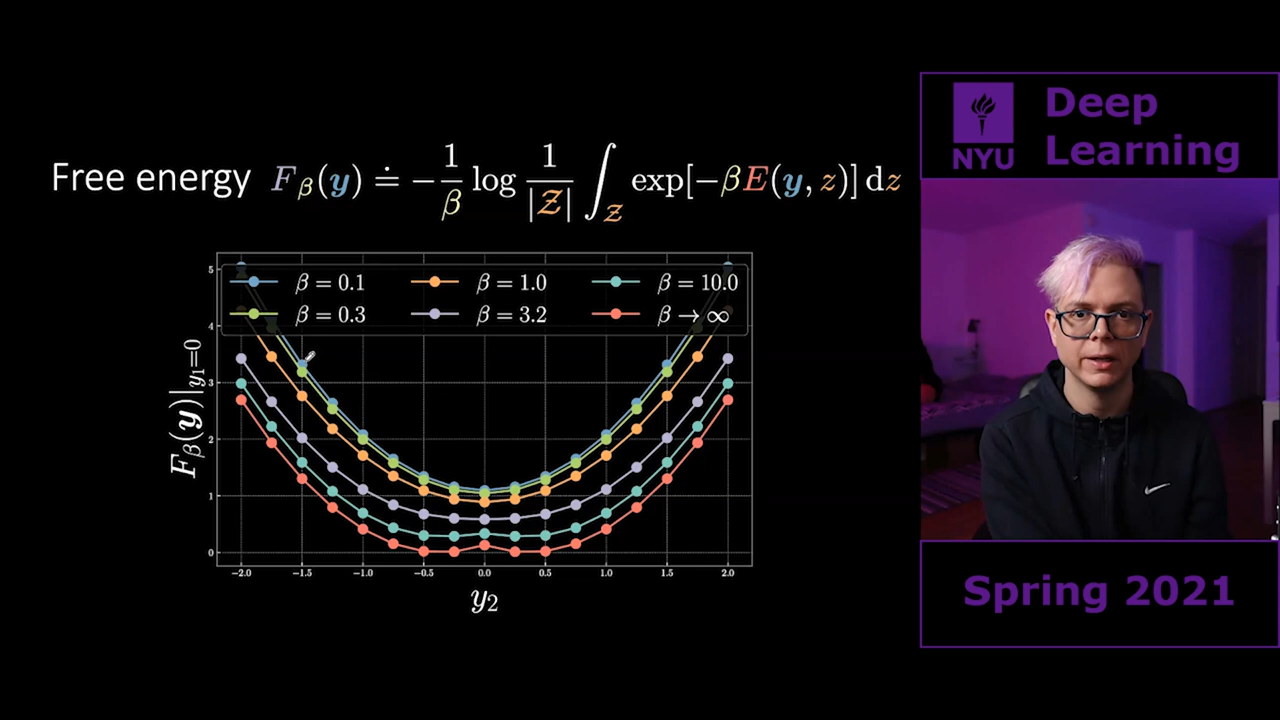 Free energy F_β(y) ≐ −1/β log 1/|𝒵| ∫_𝒵 exp[−βE(y, z)] dz
NYU
Deep
Learning
β = 0.1 β = 1.0 β = 10.0
β = 0.3 β = 3.2 β → ∞
5
4
3
2
1
0
F_β(y)|_{y₁=0}
−2.0 −1.5 −1.0 −0.5 0.0 0.5 1.0 1.5 2.0
y₂
Spring 2021